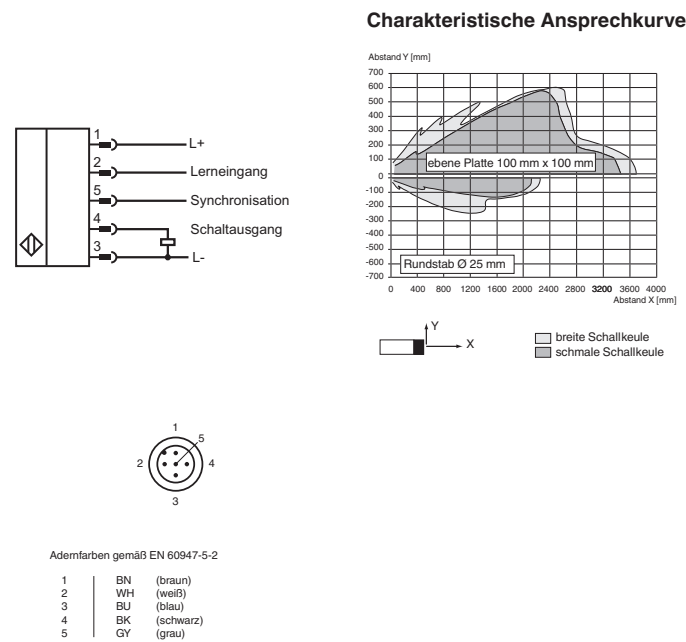 Charakteristische Ansprechkurve
Abstand Y [mm]
700
600
500
400
300
200
100
0
-100
-200
-300
-400
-500
-600
-700
ebene Platte 100 mm x 100 mm
Rundstab Ø 25 mm
0 400 800 1200 1600 2000 2400 2800 3200 3600 4000
Abstand X [mm]
Y
X
breite Schallkeule
schmale Schallkeule
1
L+
2
Lerneingang
5
Synchronisation
4
Schaltausgang
3
L-
1
5
2
4
3
Adernfarben gemäß EN 60947-5-2
1 BN (braun)
2 WH (weiß)
3 BU (blau)
4 BK (schwarz)
5 GY (grau)